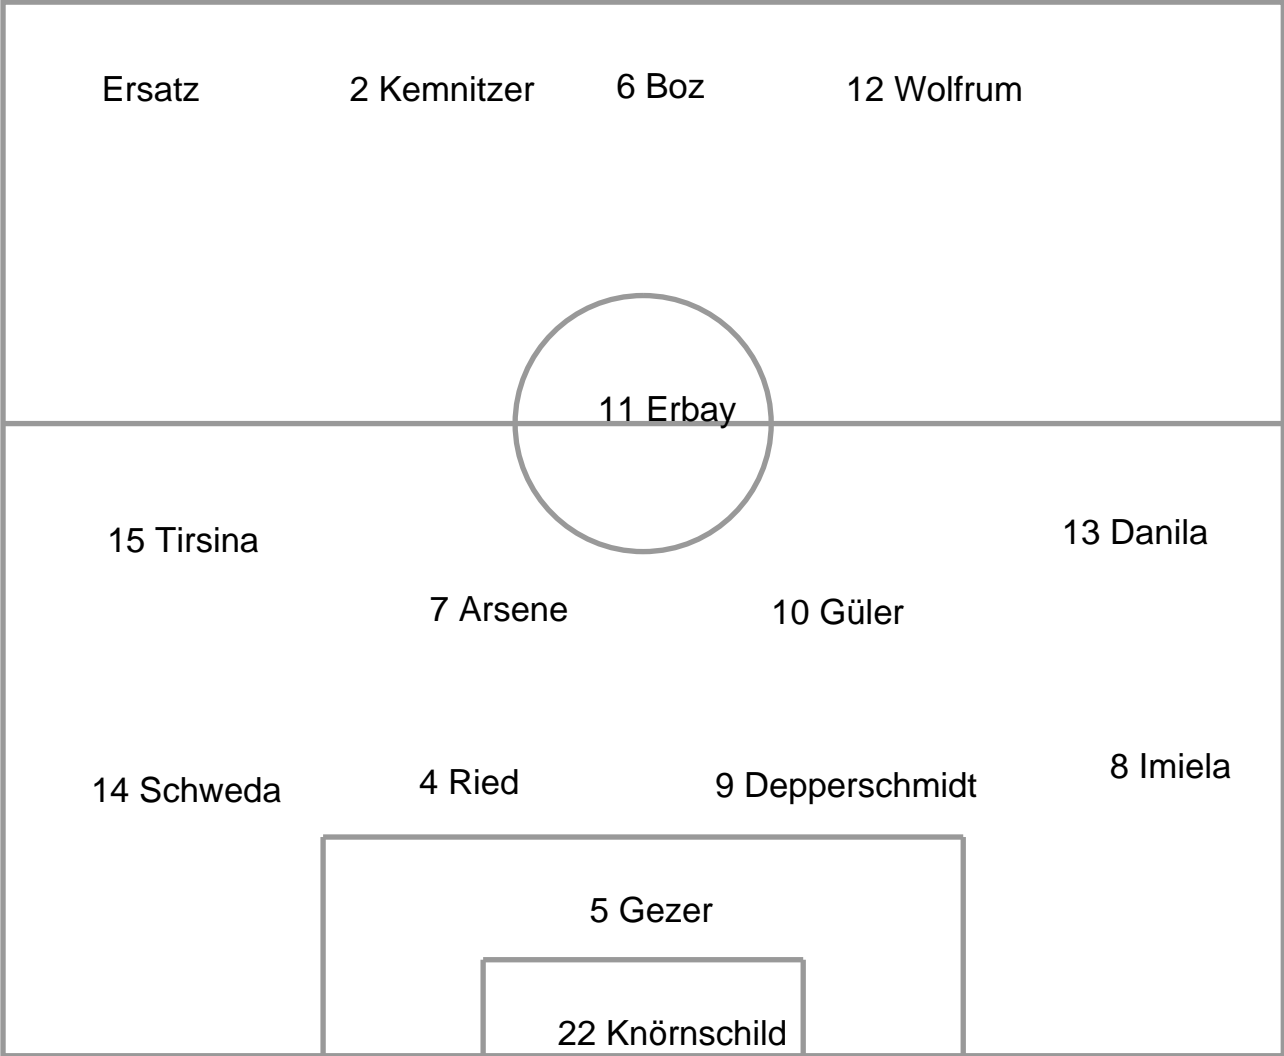 Ersatz 2 Kemnitzer 6 Boz 12 Wolfrum
11 Erbay
15 Tirsina 13 Danila
7 Arsene 10 Güler
14 Schweda 4 Ried 9 Depperschmidt 8 Imiela
5 Gezer
22 Knörnschild